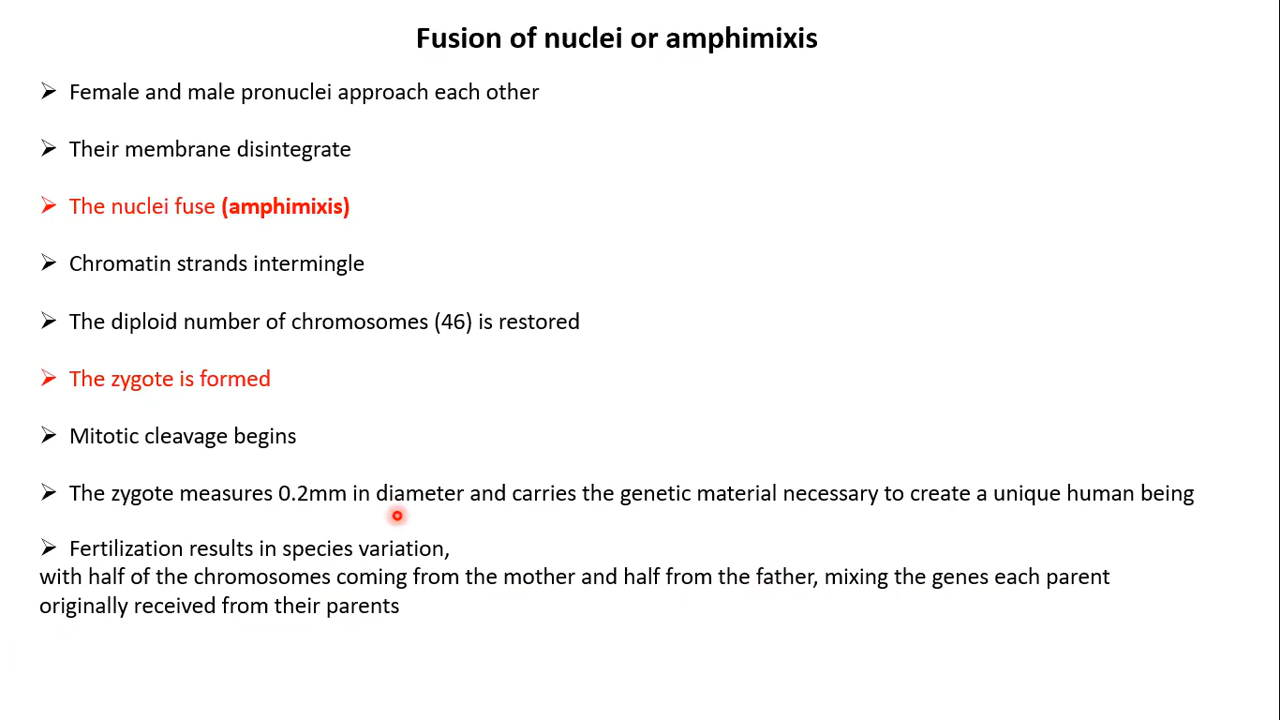 Fusion of nuclei or amphimixis
➢ Female and male pronuclei approach each other
➢ Their membrane disintegrate
➢ The nuclei fuse (amphimixis)
➢ Chromatin strands intermingle
➢ The diploid number of chromosomes (46) is restored
➢ The zygote is formed
➢ Mitotic cleavage begins
➢ The zygote measures 0.2mm in diameter and carries the genetic material necessary to create a unique human being
➢ Fertilization results in species variation,
with half of the chromosomes coming from the mother and half from the father, mixing the genes each parent
originally received from their parents